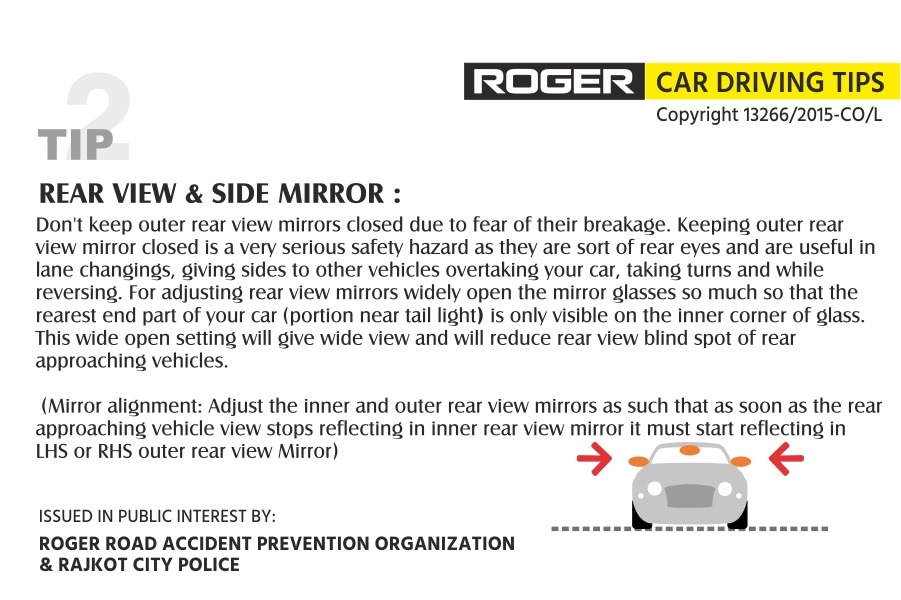 ROGER CAR DRIVING TIPS
Copyright 13266/2015-CO/L
TIP 2
REAR VIEW & SIDE MIRROR :
Don't keep outer rear view mirrors closed due to fear of their breakage. Keeping outer rear
view mirror closed is a very serious safety hazard as they are sort of rear eyes and are useful in
lane changings, giving sides to other vehicles overtaking your car, taking turns and while
reversing. For adjusting rear view mirrors widely open the mirror glasses so much so that the
rearest end part of your car (portion near tail light) is only visible on the inner corner of glass.
This wide open setting will give wide view and will reduce rear view blind spot of rear
approaching vehicles.
(Mirror alignment: Adjust the inner and outer rear view mirrors as such that as soon as the rear
approaching vehicle view stops reflecting in inner rear view mirror it must start reflecting in
LHS or RHS outer rear view Mirror)
ISSUED IN PUBLIC INTEREST BY:
ROGER ROAD ACCIDENT PREVENTION ORGANIZATION
& RAJKOT CITY POLICE